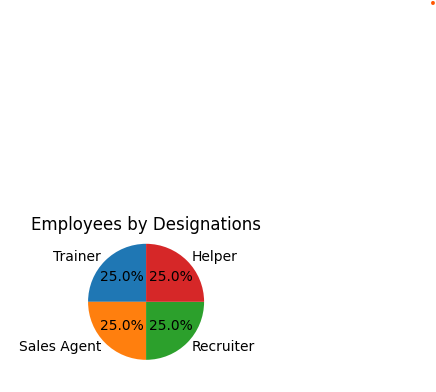 Employees by Designations
Trainer
Helper
25.0%
25.0%
25.0%
25.0%
Sales Agent
Recruiter